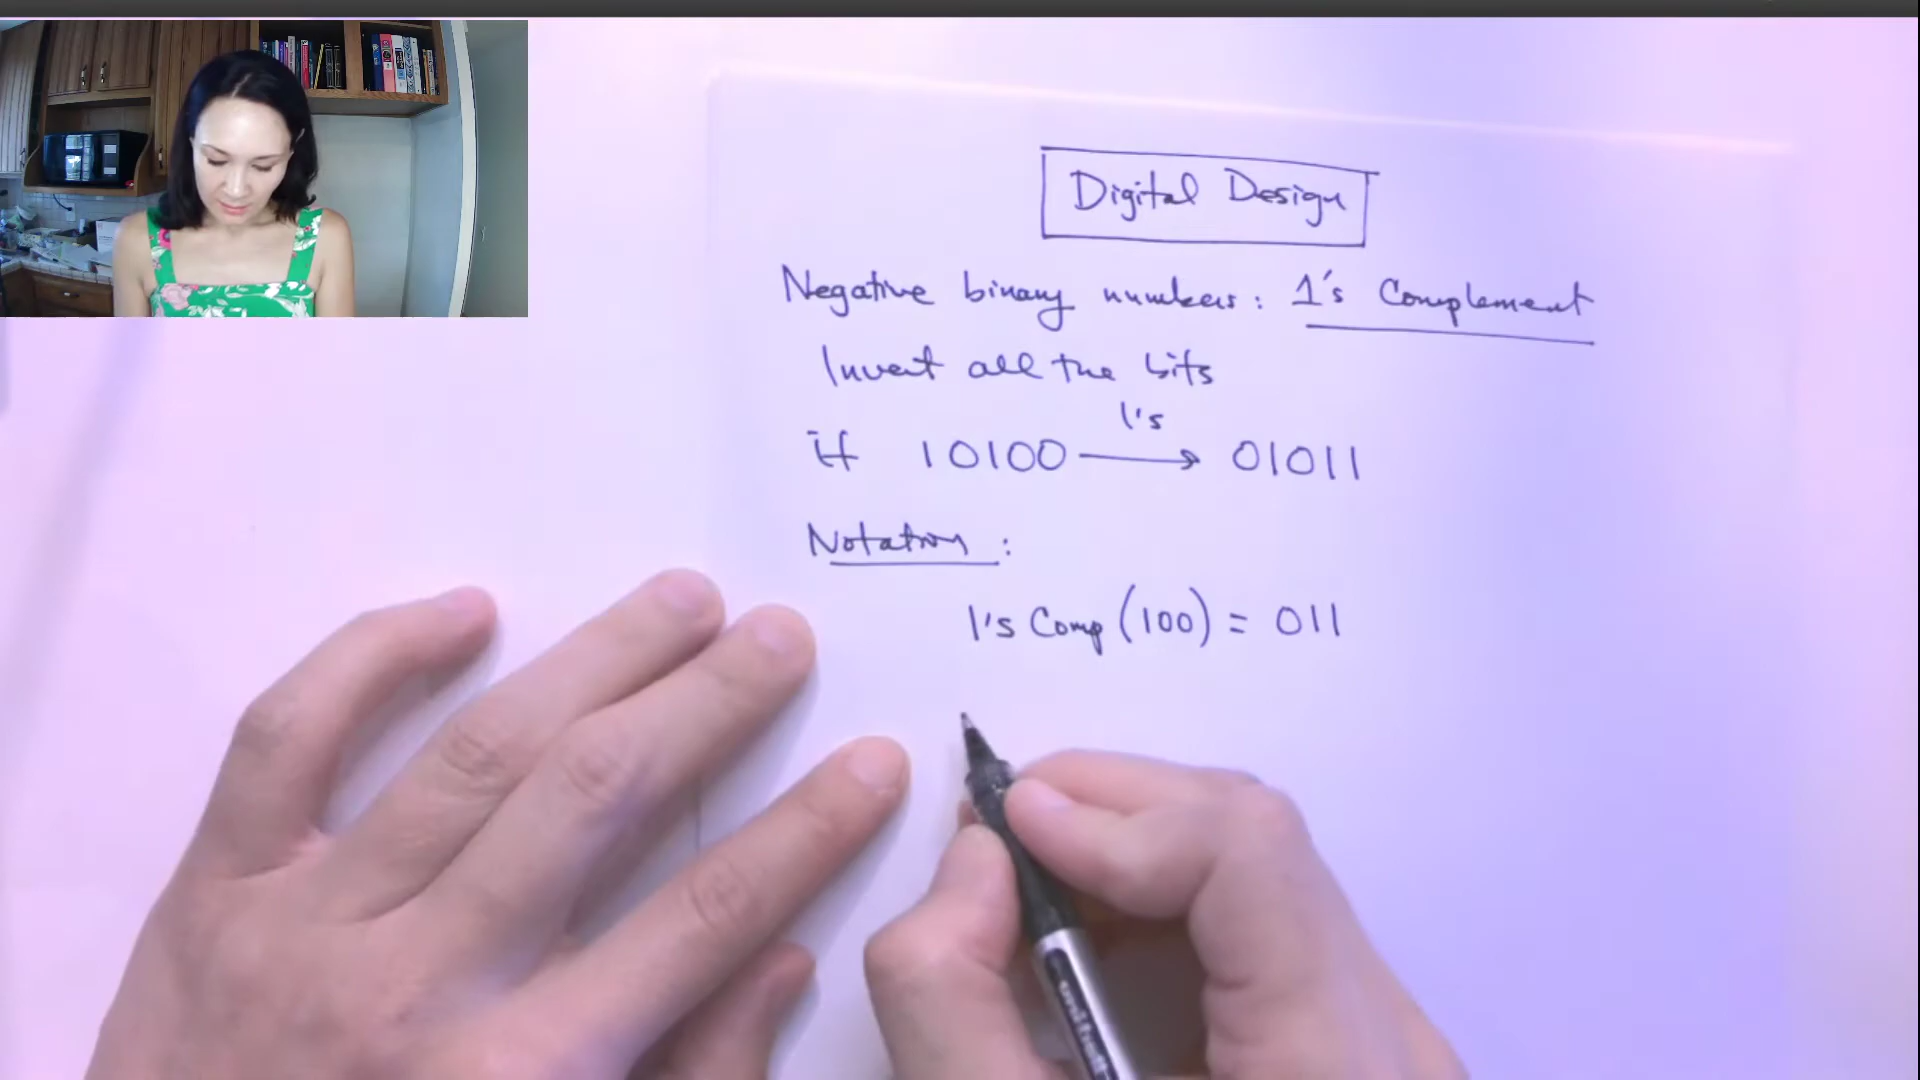 Digital Design
Negative binary numbers: 1's Complement
Invert all the bits
1's
if 10100 → 01011
Notation:
1's Comp (100) = 011
uniball